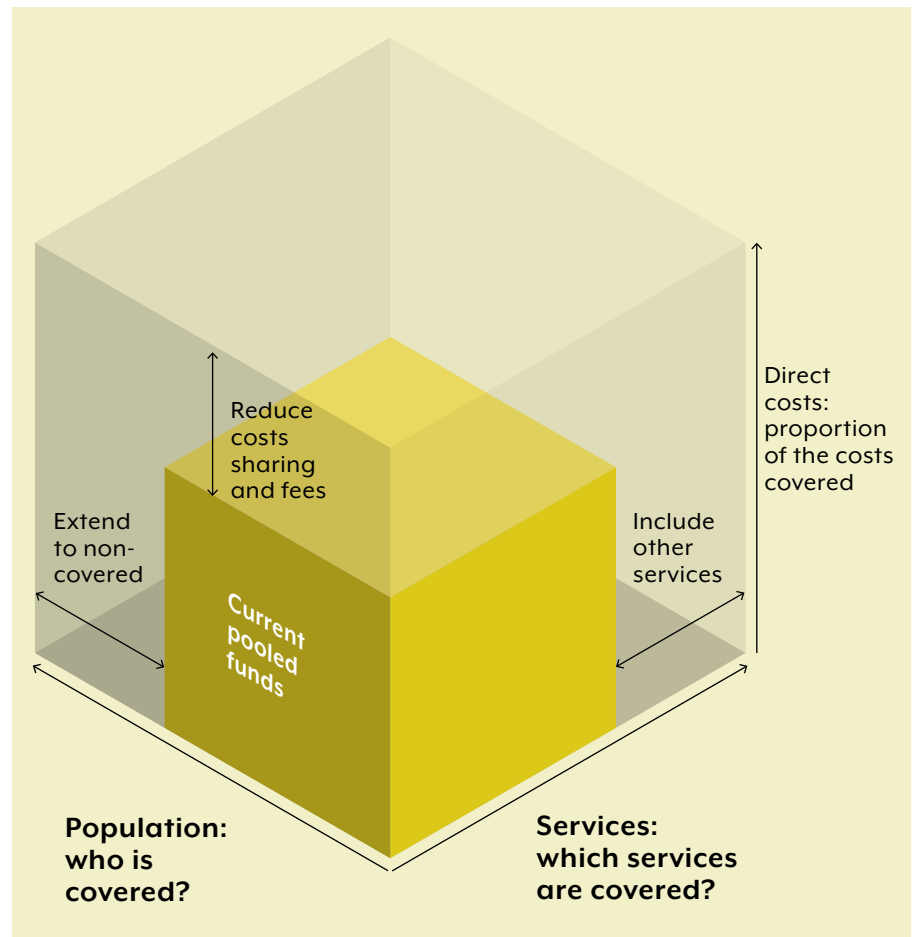 Direct
costs:
proportion
of the costs
covered
Reduce
costs
sharing
and fees
Extend
to non-
covered
Include
other
services
Current
pooled
funds
Population:
who is
covered?
Services:
which services
are covered?